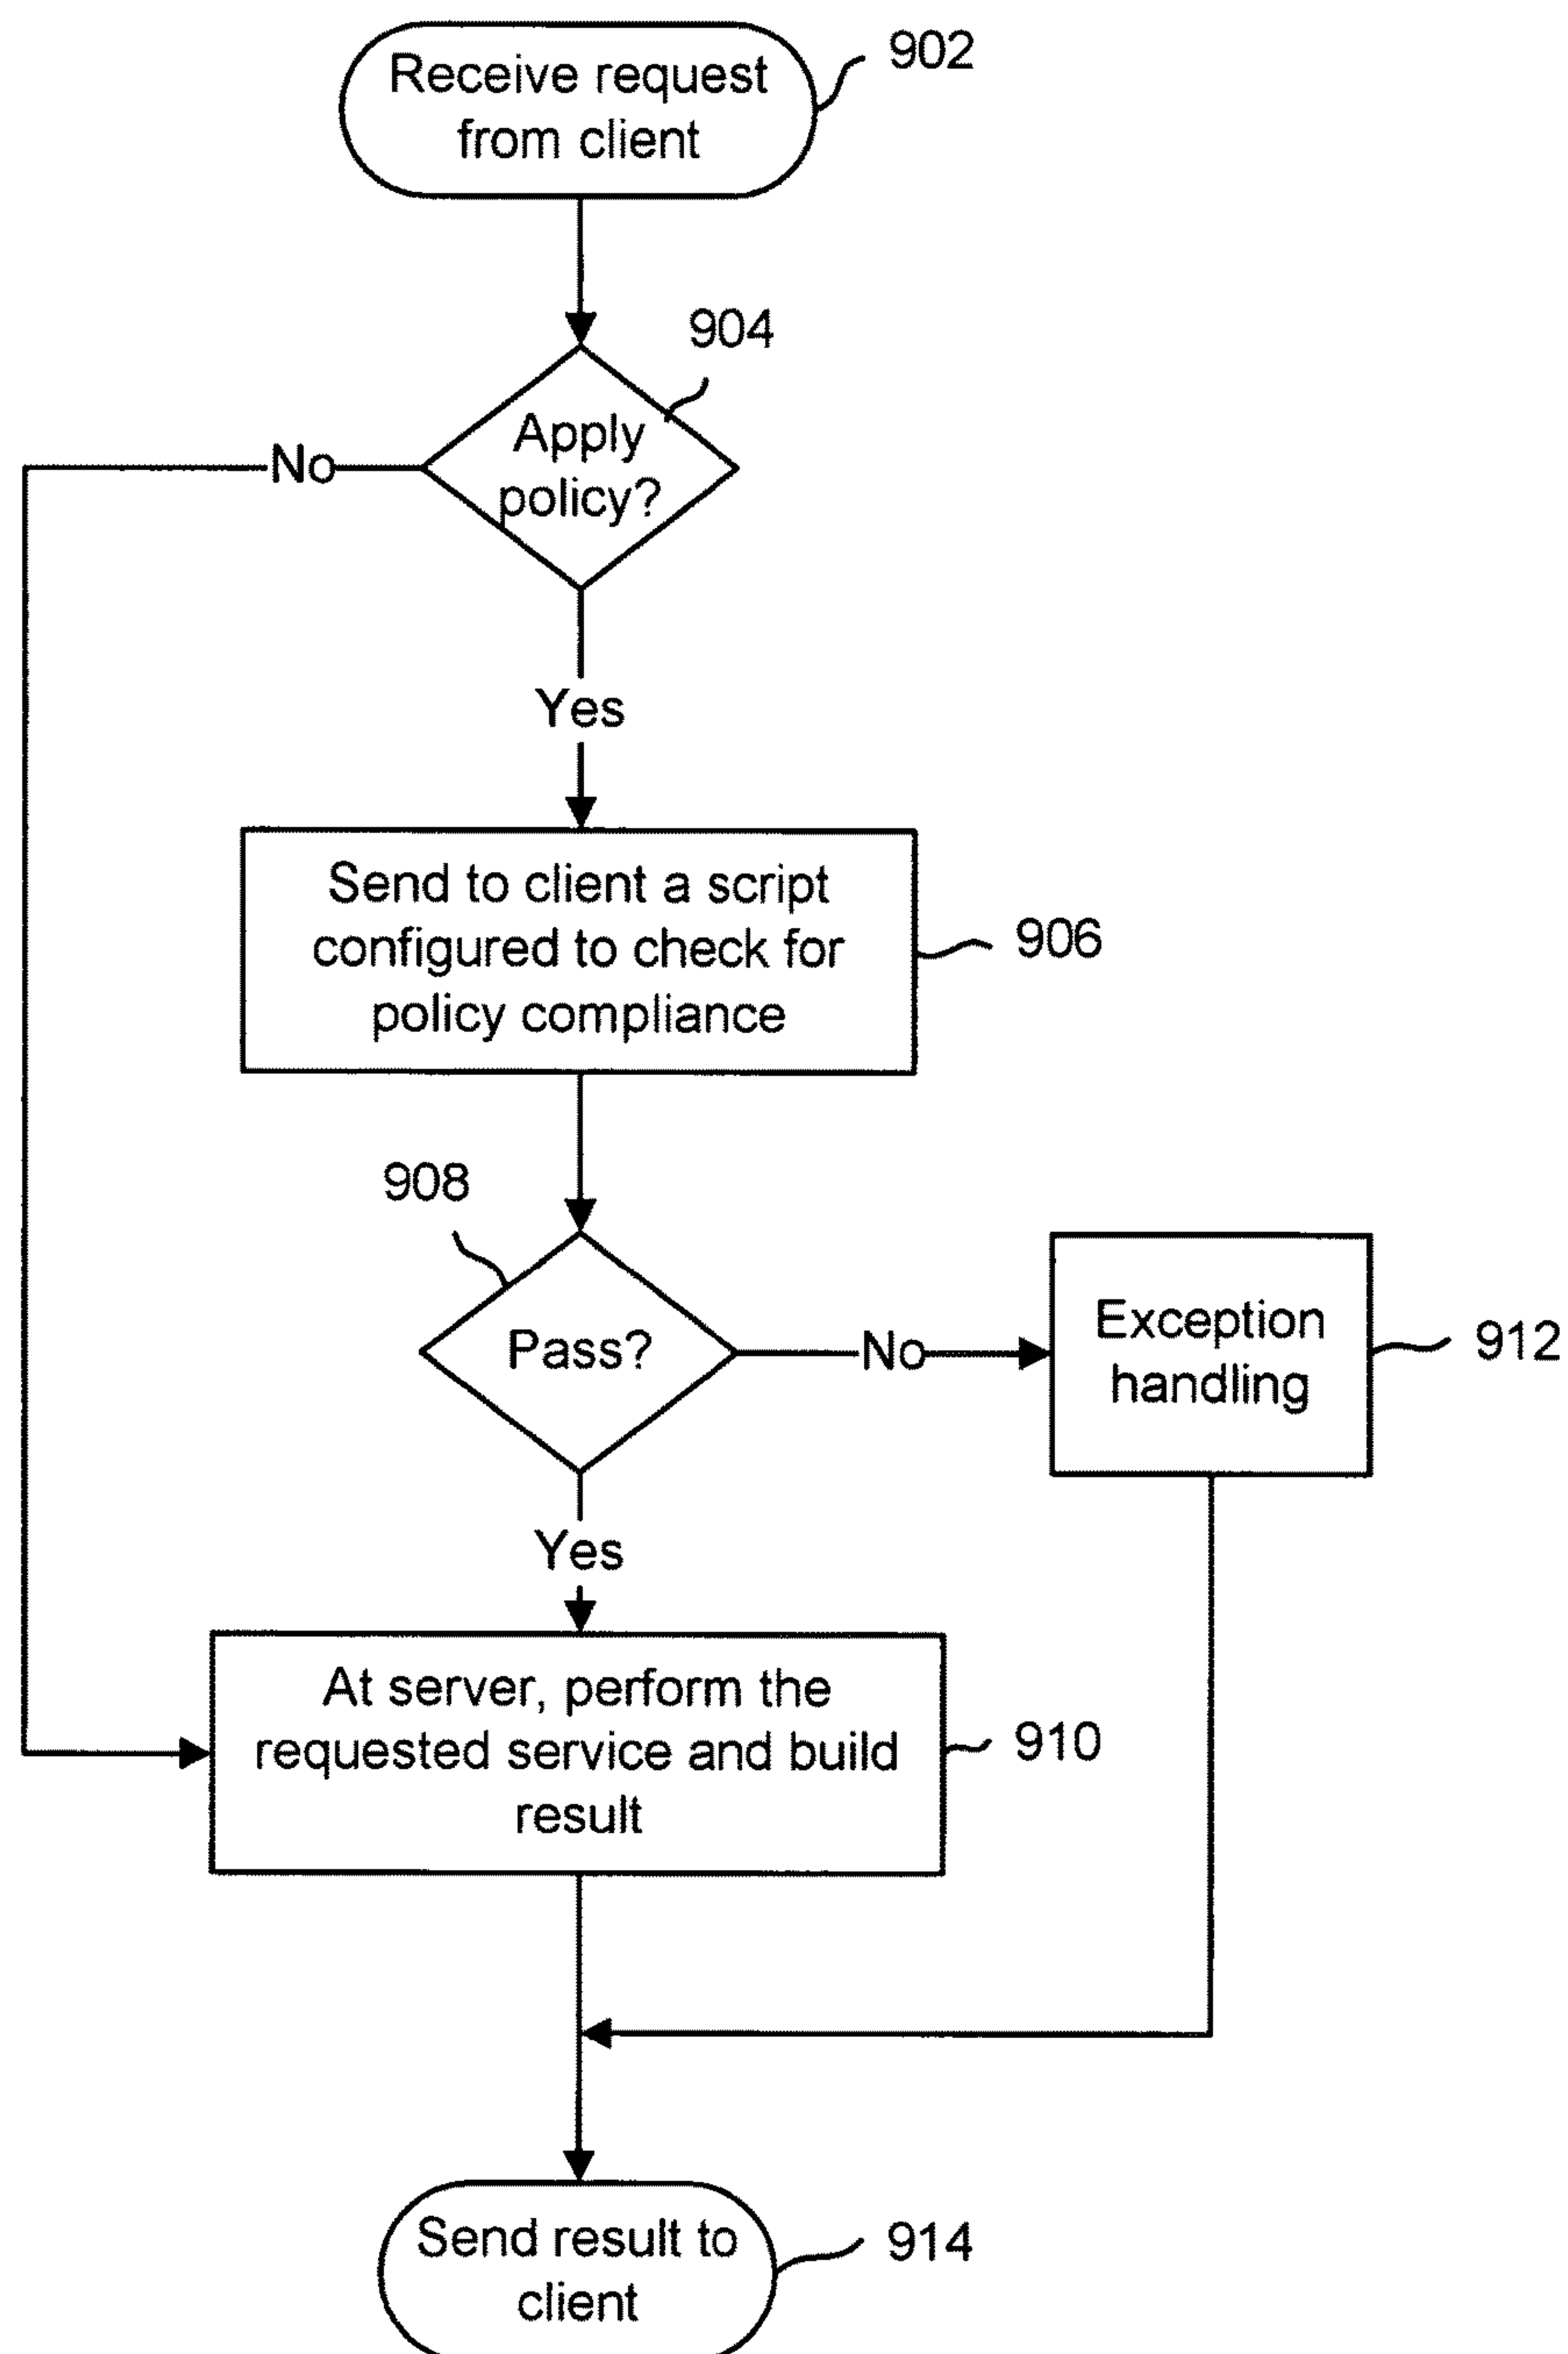 Receive request
from client
902
904
Apply
policy?
No
Yes
Send to client a script
configured to check for
policy compliance
906
908
Pass?
No
Exception
handling
912
Yes
At server, perform the
requested service and build
result
910
Send result to
client
914